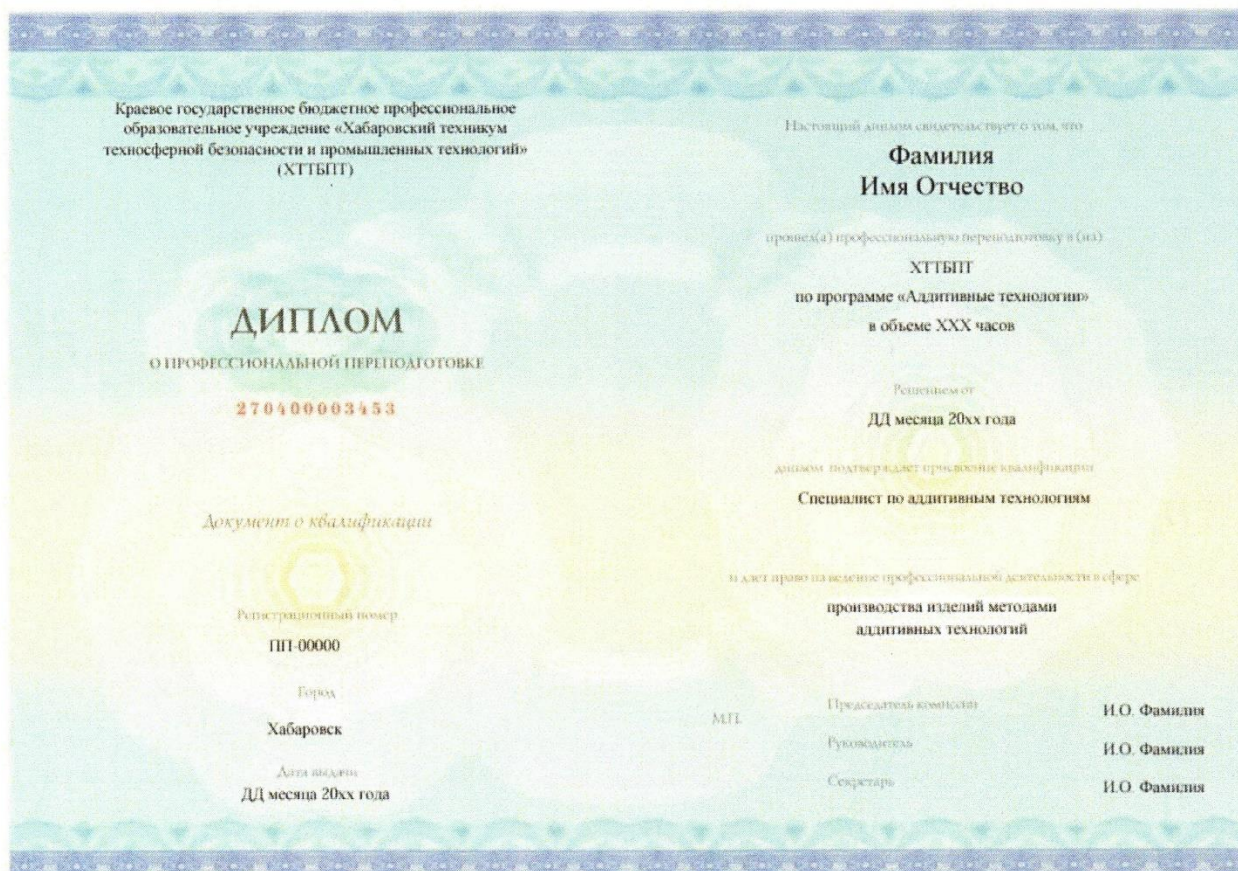 Краевое государственное бюджетное профессиональное
образовательное учреждение «Хабаровский техникум
техносферной безопасности и промышленных технологий»
(ХТТБПТ)
ДИПЛОМ
О ПРОФЕССИОНАЛЬНОЙ ПЕРЕПОДГОТОВКЕ
270400003453
Документ о квалификации
Регистрационный номер
ПП-00000
Город
Хабаровск
Дата выдачи
ДД месяца 20xx года
Настоящий диплом свидетельствует о том, что
Фамилия
Имя Отчество
прошел(а) профессиональную переподготовку в (на)
ХТТБПТ
по программе «Аддитивные технологии»
в объеме XXX часов
Решением от
ДД месяца 20xx года
диплом подтверждает присвоение квалификации
Специалист по аддитивным технологиям
и дает право на ведение профессиональной деятельности в сфере
производства изделий методами
аддитивных технологий
М.П.
Председатель комиссии И.О. Фамилия
Руководитель И.О. Фамилия
Секретарь И.О. Фамилия